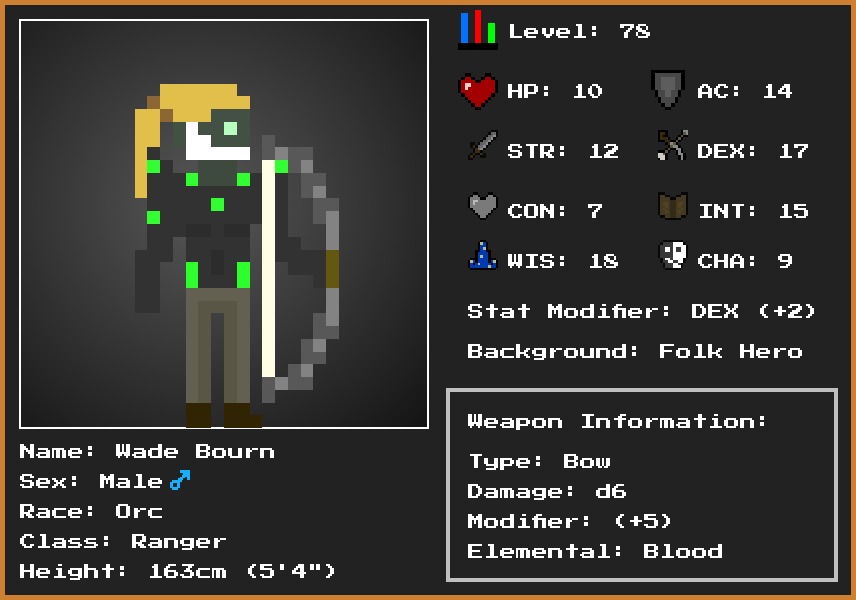 Level: 78
HP: 10 AC: 14
STR: 12 DEX: 17
CON: 7 INT: 15
WIS: 18 CHA: 9
Stat Modifier: DEX (+2)
Background: Folk Hero
Weapon Information:
Type: Bow
Damage: d6
Modifier: (+5)
Elemental: Blood
Name: Wade Bourn
Sex: Male ♂
Race: Orc
Class: Ranger
Height: 163cm (5'4")